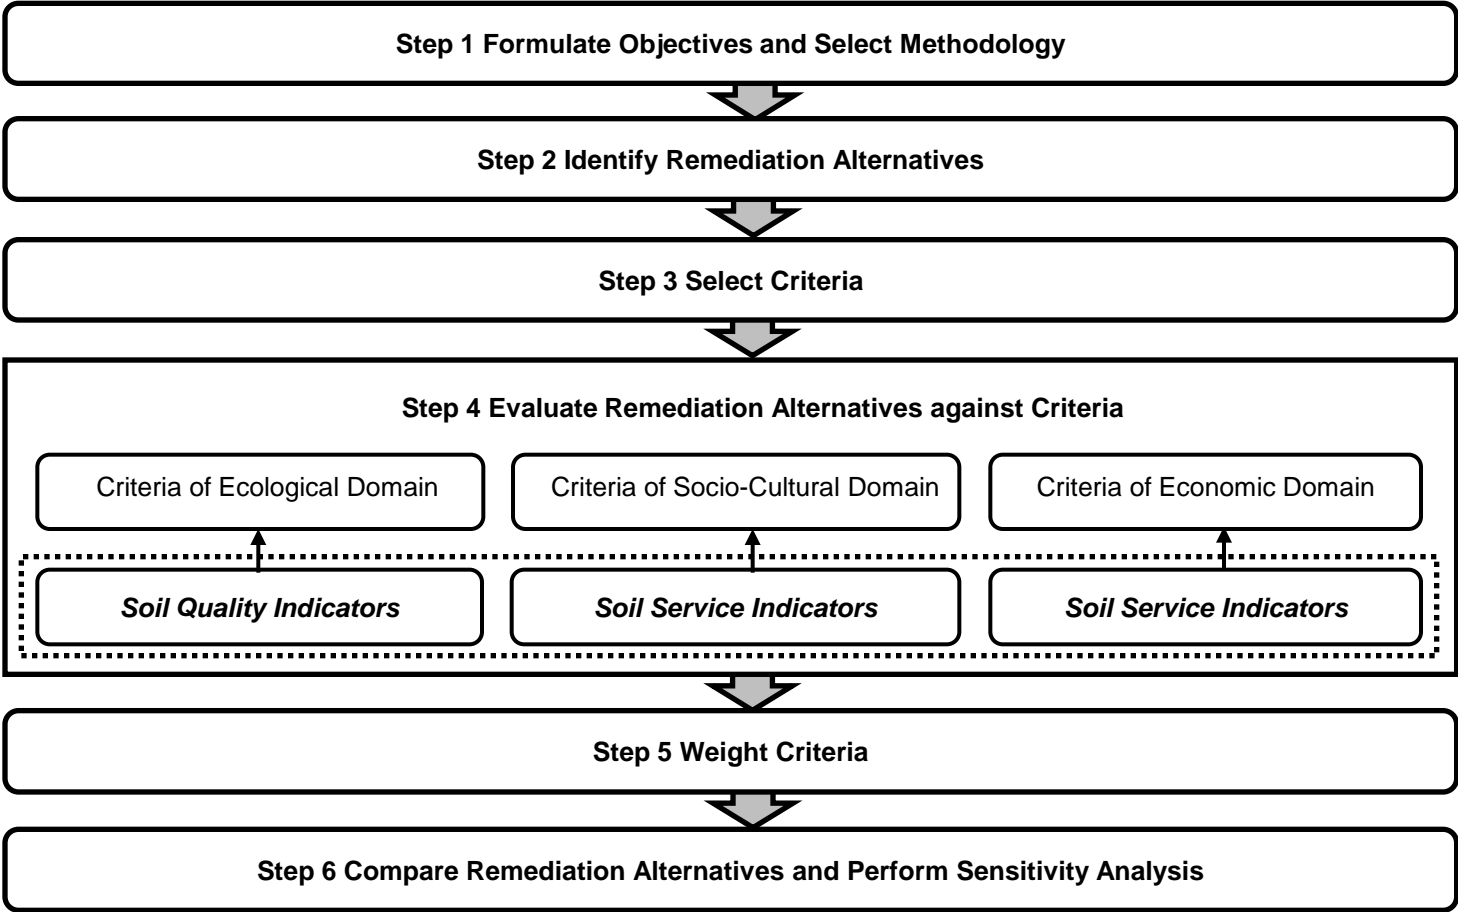 Step 1 Formulate Objectives and Select Methodology
Step 2 Identify Remediation Alternatives
Step 3 Select Criteria
Step 4 Evaluate Remediation Alternatives against Criteria
Criteria of Ecological Domain
Criteria of Socio-Cultural Domain
Criteria of Economic Domain
Soil Quality Indicators
Soil Service Indicators
Soil Service Indicators
Step 5 Weight Criteria
Step 6 Compare Remediation Alternatives and Perform Sensitivity Analysis